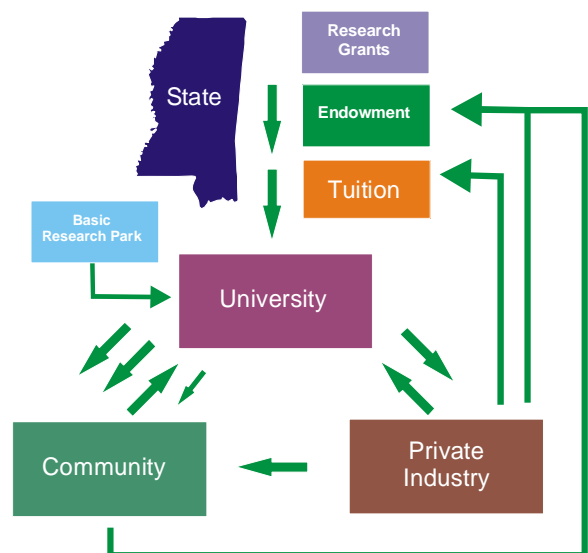 Research
Grants
State
Endowment
Tuition
Basic
Research Park
University
Community
Private
Industry